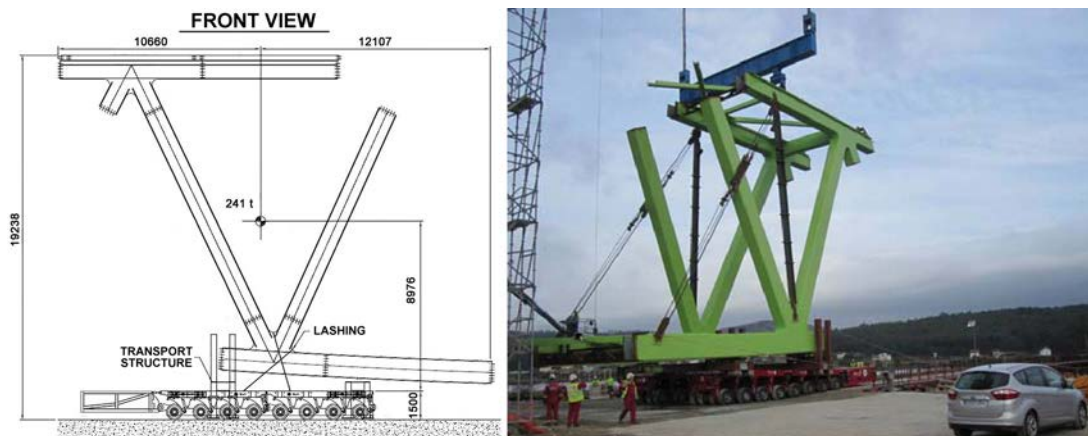 FRONT VIEW
10660
12107
19238
241 t
8976
LASHING
TRANSPORT
STRUCTURE
1500